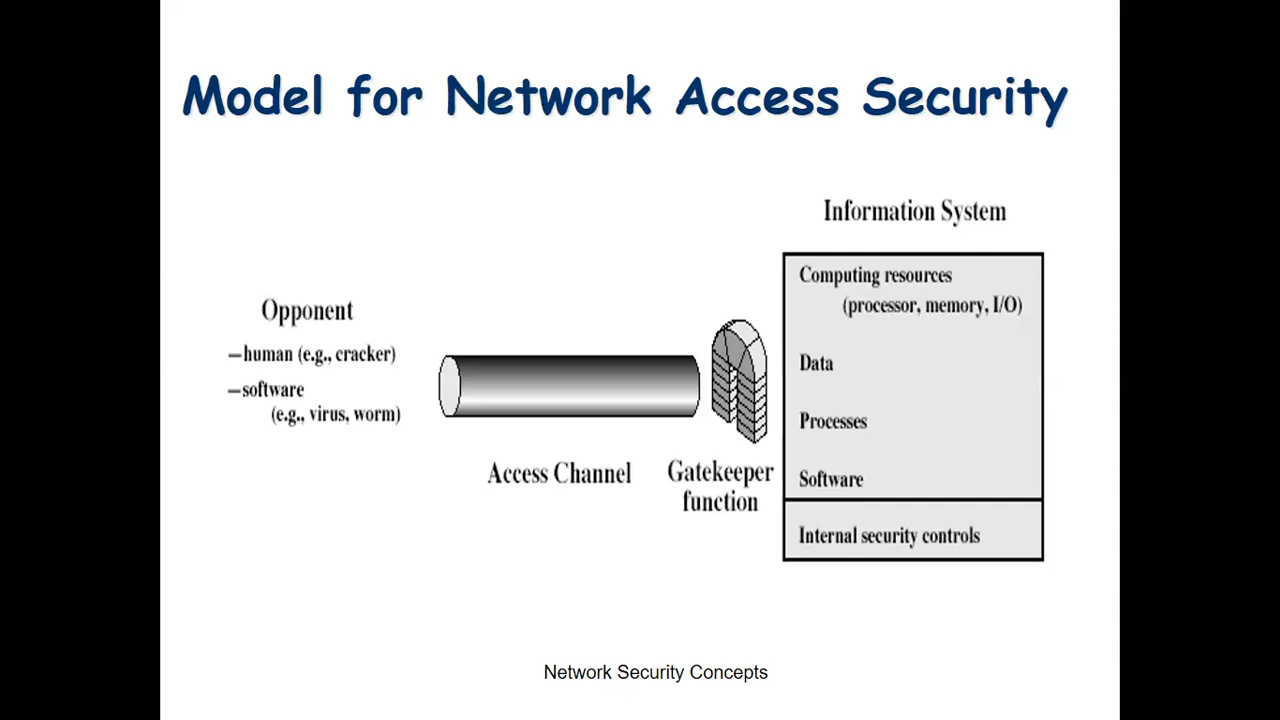 Model for Network Access Security
Information System
Computing resources
(processor, memory, I/O)
Data
Processes
Software
Internal security controls
Opponent
–human (e.g., cracker)
–software
(e.g., virus, worm)
Access Channel
Gatekeeper
function
Network Security Concepts